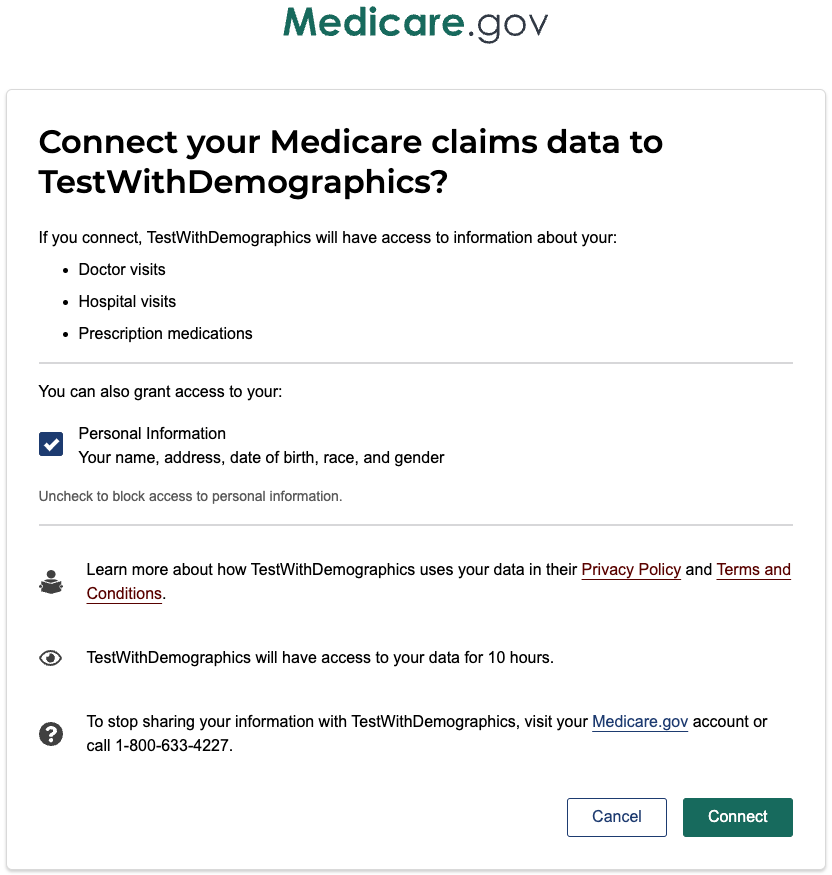 Medicare.gov
Connect your Medicare claims data to
TestWithDemographics?
If you connect, TestWithDemographics will have access to information about your:
• Doctor visits
• Hospital visits
• Prescription medications
You can also grant access to your:
Personal Information
Your name, address, date of birth, race, and gender
Uncheck to block access to personal information.
Learn more about how TestWithDemographics uses your data in their Privacy Policy and Terms and
Conditions.
TestWithDemographics will have access to your data for 10 hours.
To stop sharing your information with TestWithDemographics, visit your Medicare.gov account or
call 1-800-633-4227.
Cancel Connect